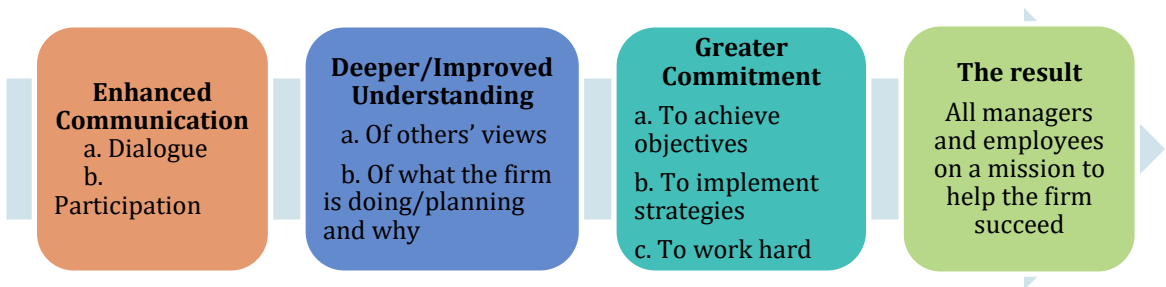 Enhanced
Communication
a. Dialogue
b.
Participation
Deeper/Improved
Understanding
a. Of others’ views
b. Of what the firm
is doing/planning
and why
Greater
Commitment
a. To achieve
objectives
b. To implement
strategies
c. To work hard
The result
All managers
and employees
on a mission to
help the firm
succeed